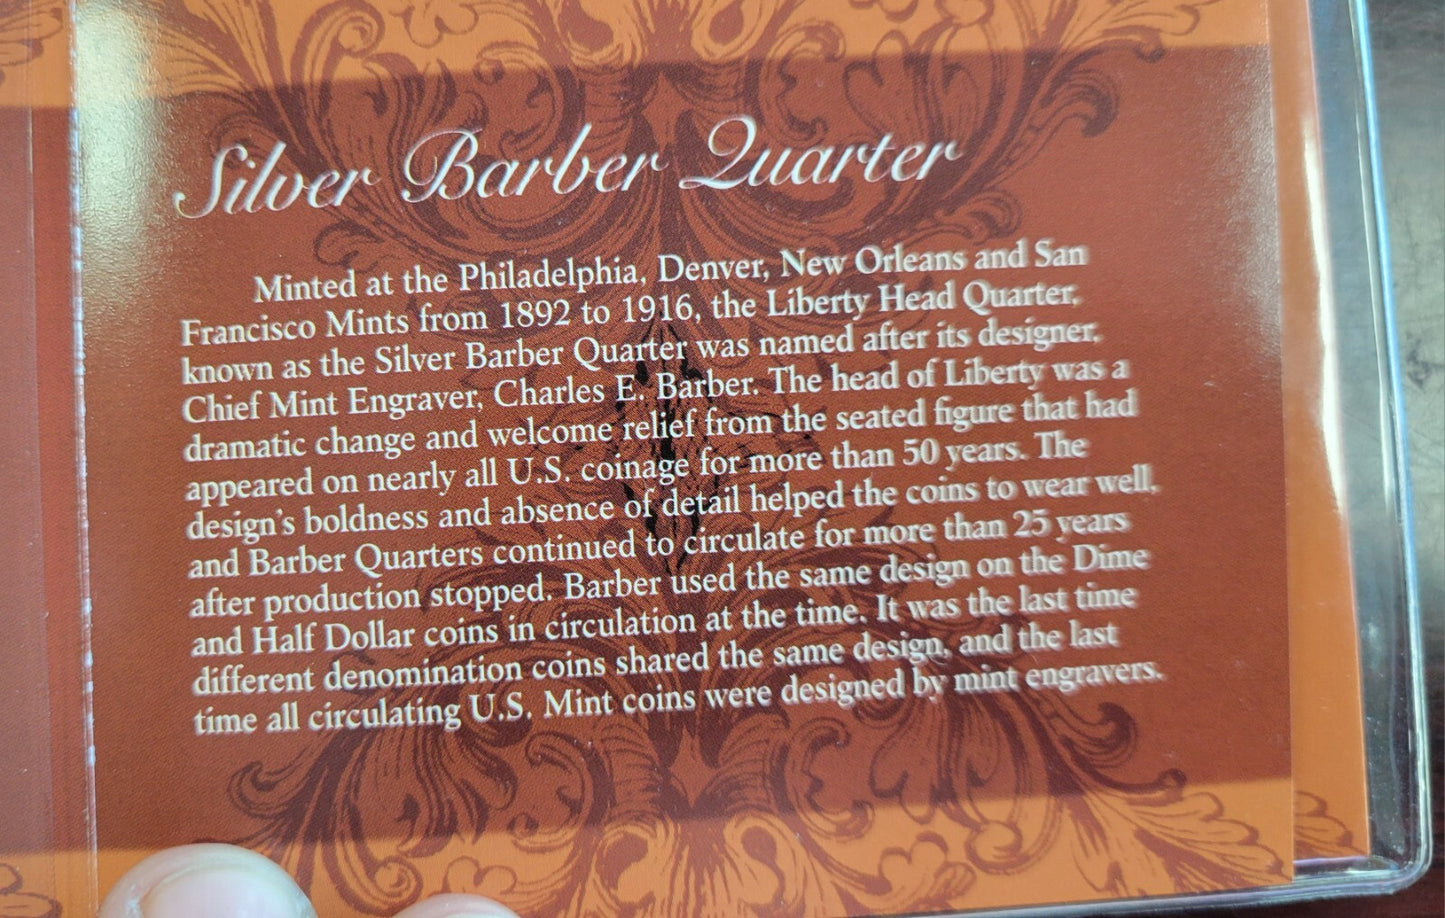 Silver Barber Quarter
Minted at the Philadelphia, Denver, New Orleans and San
Francisco Mints from 1892 to 1916, the Liberty Head Quarter,
known as the Silver Barber Quarter was named after its designer,
Chief Mint Engraver, Charles E. Barber. The head of Liberty was a
dramatic change and welcome relief from the seated figure that had
appeared on nearly all U.S. coinage for more than 50 years. The
design's boldness and absence of detail helped the coins to wear well,
and Barber Quarters continued to circulate for more than 25 years
after production stopped. Barber used the same design on the Dime
and Half Dollar coins in circulation at the time. It was the last time
different denomination coins shared the same design, and the last
time all circulating U.S. Mint coins were designed by mint engravers.